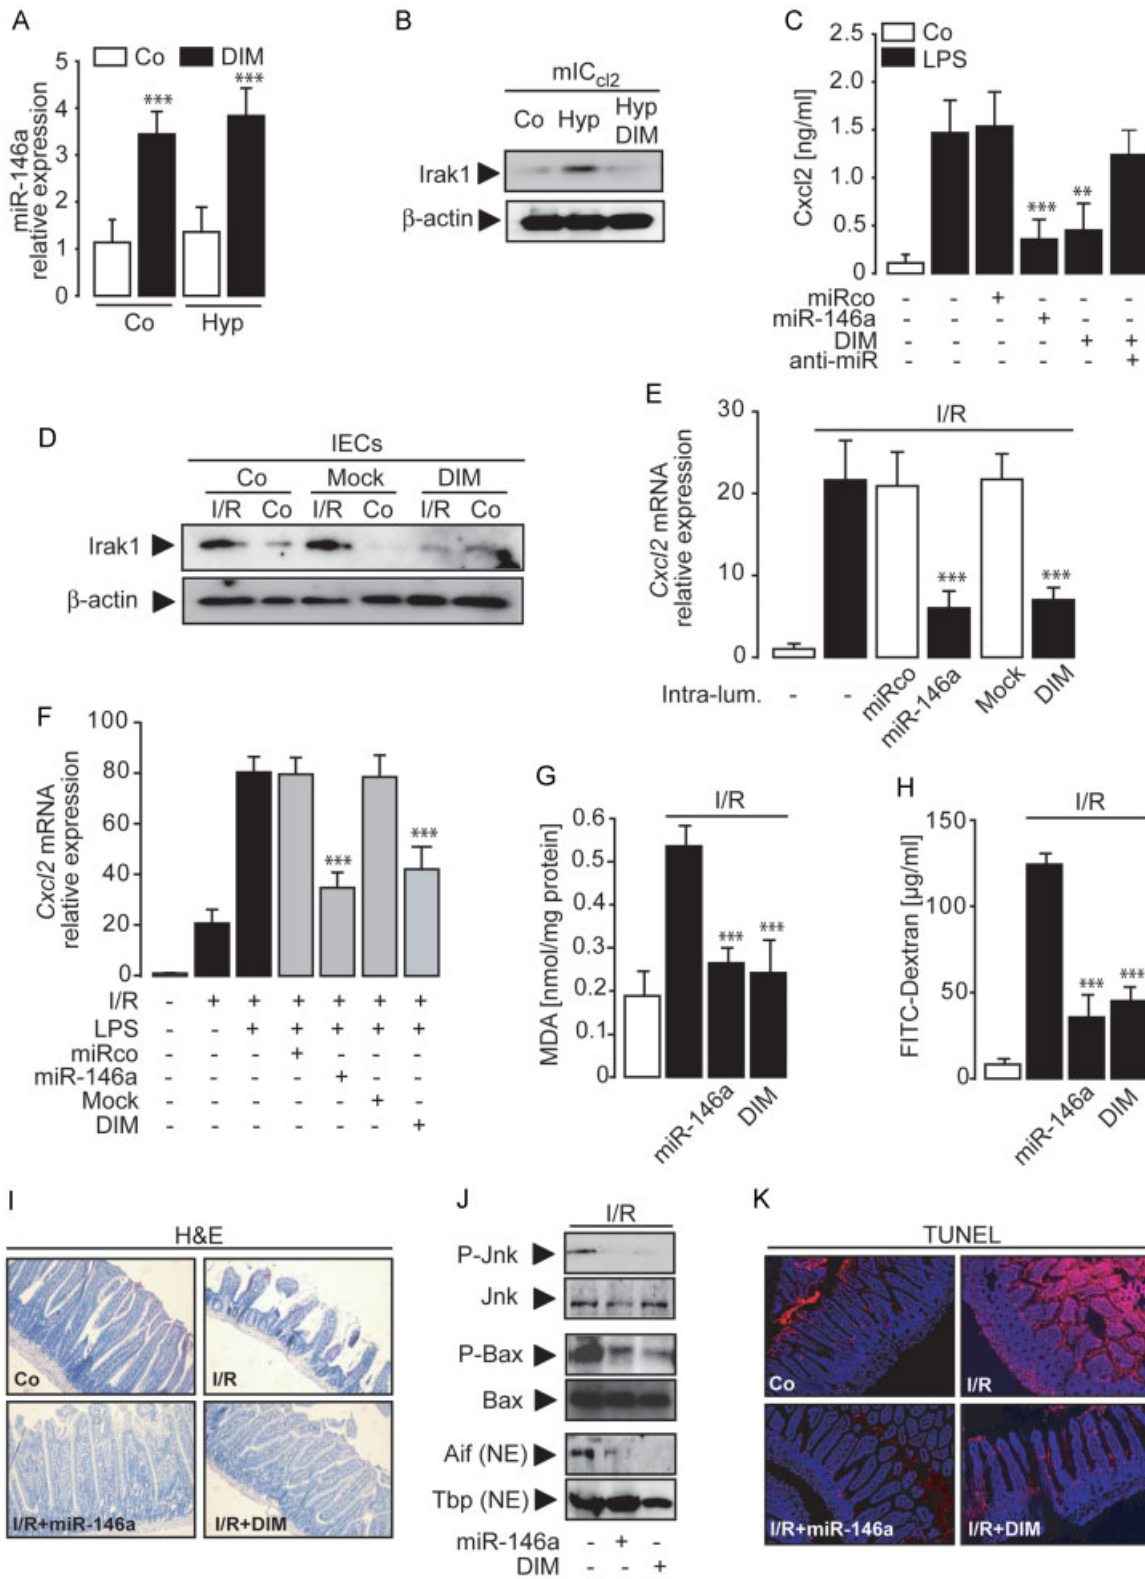 A
Co DIM
miR-146a
relative expression
5
4
3
2
1
0
*** ***
Co Hyp
B
mICcl2
Co Hyp Hyp
DIM
Irak1
β-actin
C
Co
LPS
Cxcl2 [ng/ml]
2.5
2.0
1.5
1.0
0.5
0
*** **
miRco - - + - - -
miR-146a - - - + - -
DIM - - - - + +
anti-miR - - - - - +
D
IECs
Co Mock DIM
I/R Co I/R Co I/R Co
Irak1
β-actin
E
I/R
Cxcl2 mRNA
relative expression
30
20
10
0
*** ***
Intra-lum. - - miRco miR-146a Mock DIM
F
Cxcl2 mRNA
relative expression
100
80
60
40
20
0
*** ***
I/R - + + + + + +
LPS - - + + + + +
miRco - - - + - - -
miR-146a - - - - + - -
Mock - - - - - + -
DIM - - - - - - +
G
I/R
MDA [nmol/mg protein]
0.6
0.5
0.4
0.3
0.2
0.1
0
*** ***
miR-146a DIM
H
I/R
FITC-Dextran [µg/ml]
150
100
50
0
*** ***
miR-146a DIM
I
H&E
Co I/R
I/R+miR-146a I/R+DIM
J
I/R
P-Jnk
Jnk
P-Bax
Bax
Aif (NE)
Tbp (NE)
miR-146a - + -
DIM - - +
K
TUNEL
Co I/R
I/R+miR-146a I/R+DIM